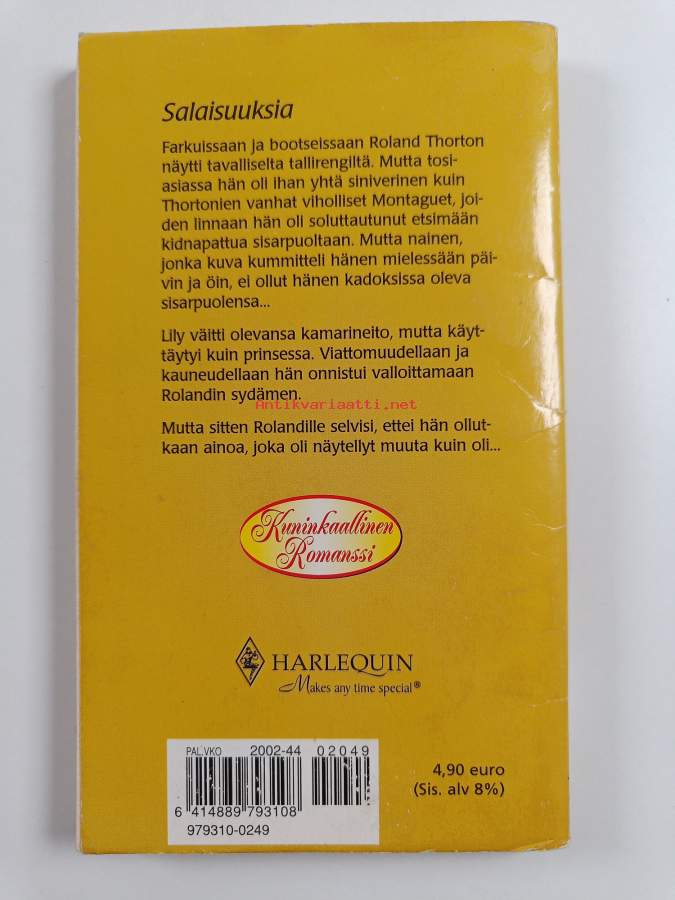 Salaisuuksia
Farkuissaan ja bootseissaan Roland Thorton
näytti tavalliselta tallirengiltä. Mutta tosi-
asiassa hän oli ihan yhtä siniverinen kuin
Thortonien vanhat viholliset Montaguet, joi-
den linnaan hän oli soluttautunut etsimään
kidnapattua sisarpuoltaan. Mutta nainen,
jonka kuva kummitteli hänen mielessään päi-
vin ja öin, ei ollut hänen kadoksissa oleva
sisarpuolensa...
Lily väitti olevansa kamarineito, mutta käyt-
täytyi kuin prinsessa. Viattomuudellaan ja
kauneudellaan hän onnistui valloittamaan
Rolandin sydämen.
Antikvariaatti.net
Mutta sitten Rolandille selvisi, ettei hän ollut-
kaan ainoa, joka oli näytellyt muuta kuin oli...
Kuninkaallinen
Romanssi
HARLEQUIN
Makes any time special®
PAL.VKO 2002-44 02049
6 414889 793108
979310-0249
4,90 euro
(Sis. alv 8%)